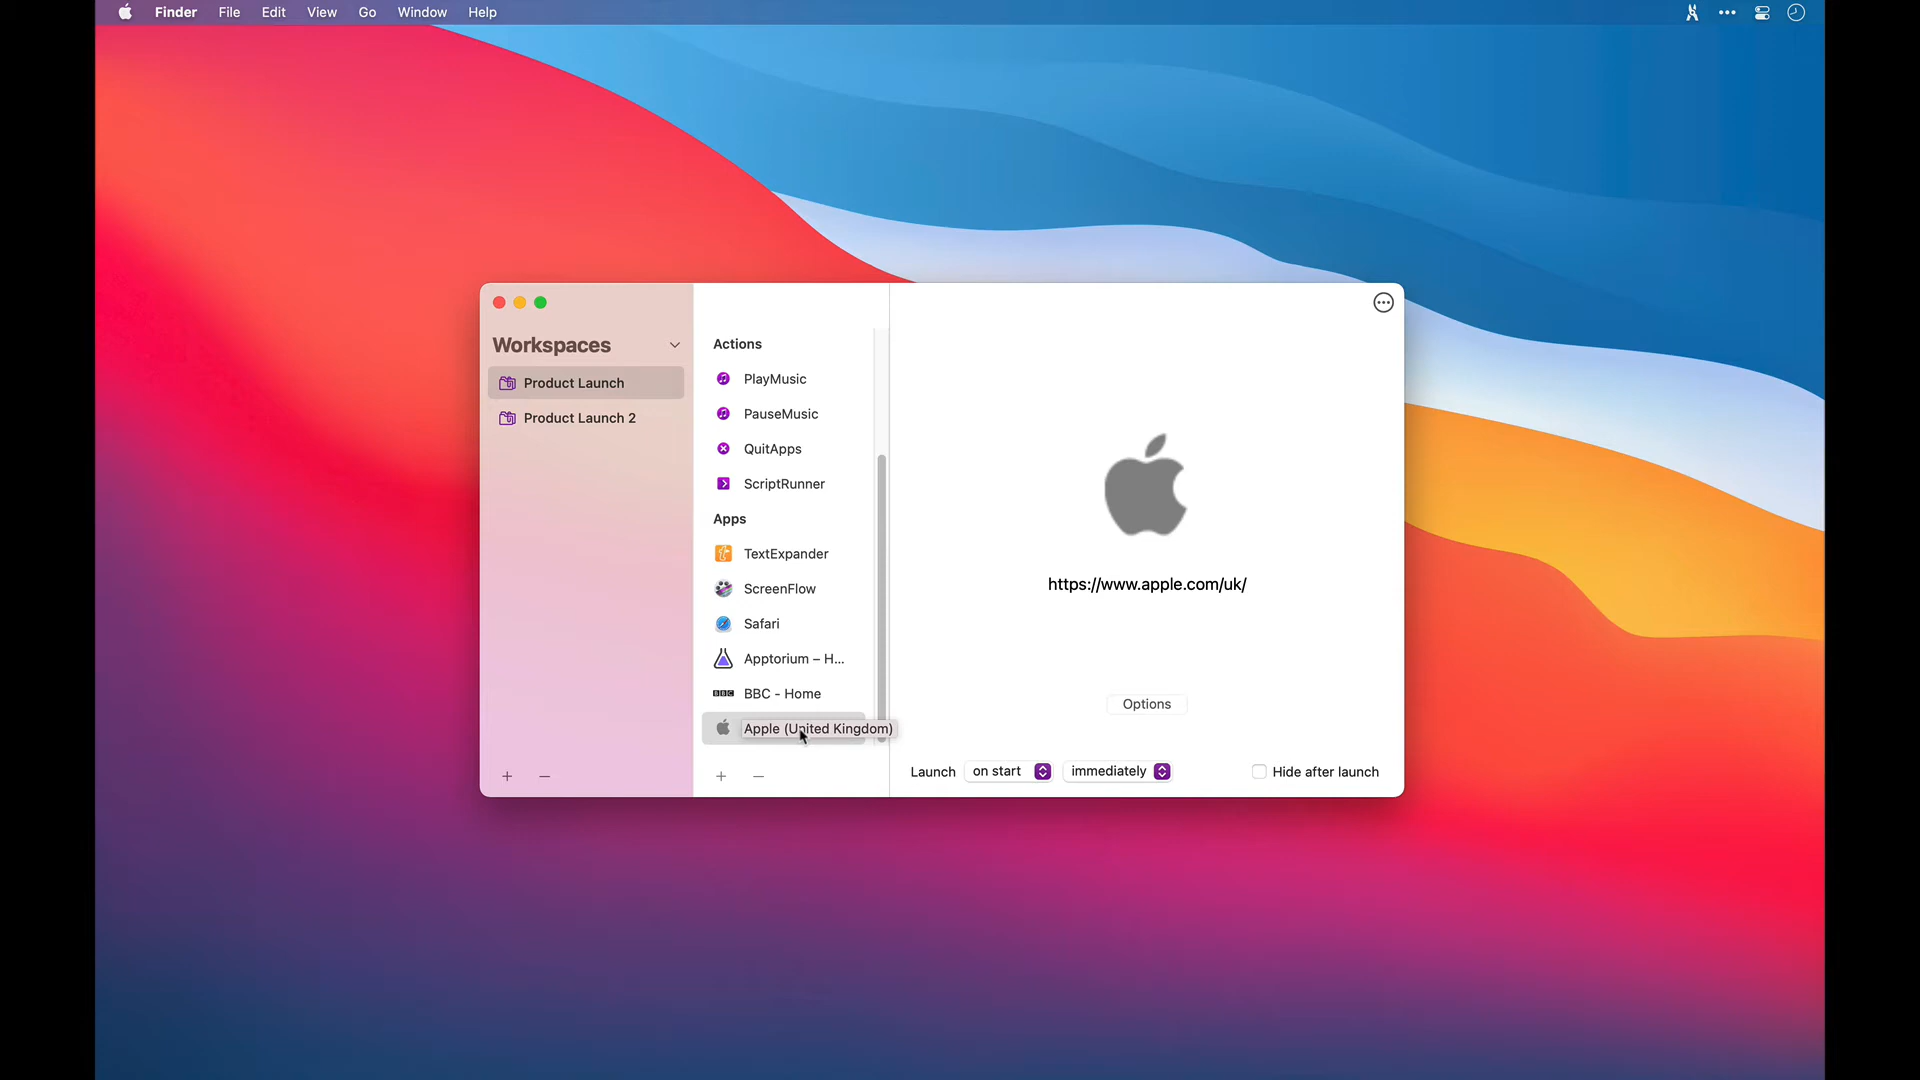 Finder File Edit View Go Window Help
Workspaces
Product Launch
Product Launch 2
Actions
PlayMusic
PauseMusic
QuitApps
ScriptRunner
Apps
TextExpander
ScreenFlow
Safari
Apptorium – H...
BBC BBC - Home
Apple (United Kingdom)
https://www.apple.com/uk/
Options
Launch on start immediately Hide after launch